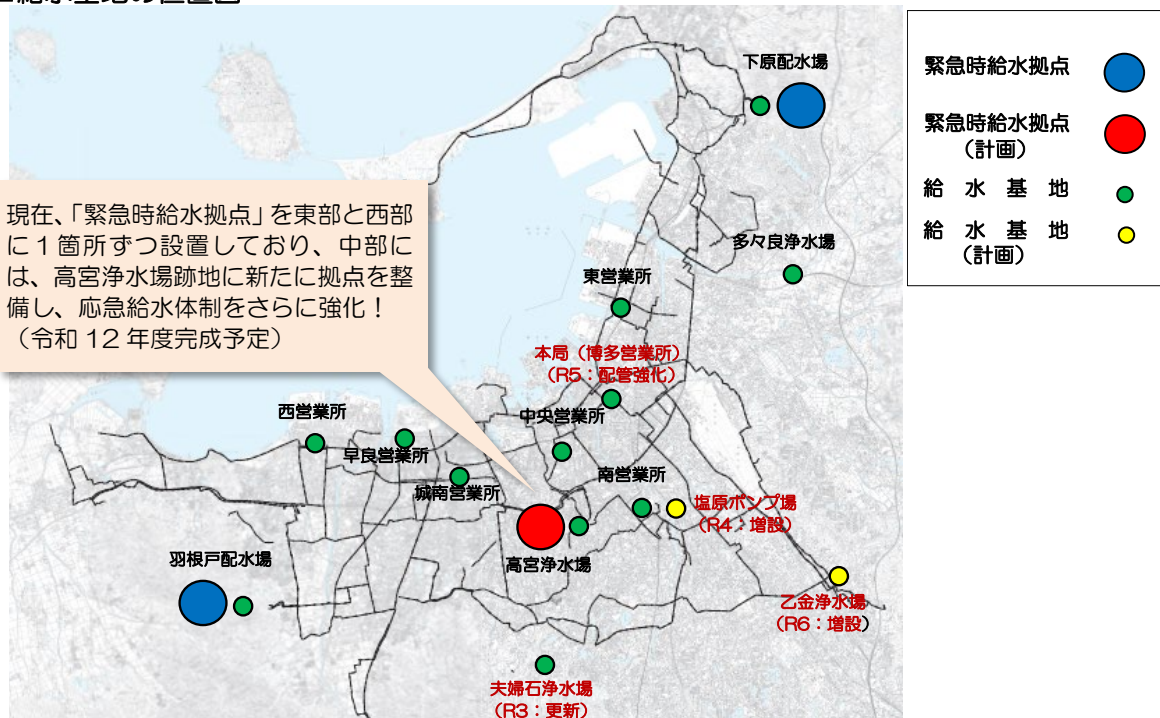 下原配水場
緊急時給水拠点
緊急時給水拠点
(計画)
給水基地
給水基地
(計画)
現在、「緊急時給水拠点」を東部と西部
に1箇所ずつ設置しており、中部に
は、高宮浄水場跡地に新たに拠点を整
備し、応急給水体制をさらに強化！
（令和 12 年度完成予定）
多々良浄水場
東営業所
本局（博多営業所）
（R5：配管強化）
西営業所
中央営業所
早良営業所
城南営業所
南営業所
塩原ポンプ場
（R4：増設）
羽根戸配水場
高宮浄水場
乙金浄水場
（R6：増設）
夫婦石浄水場
（R3：更新）